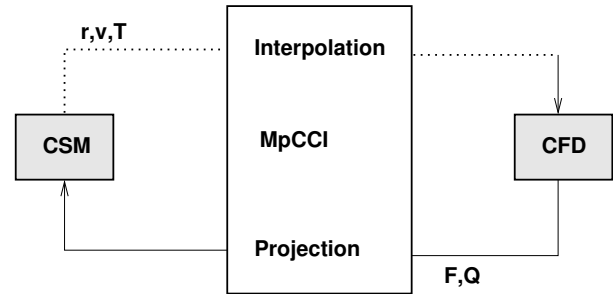 r,v,T
Interpolation
CSM
MpCCI
CFD
Projection
F,Q